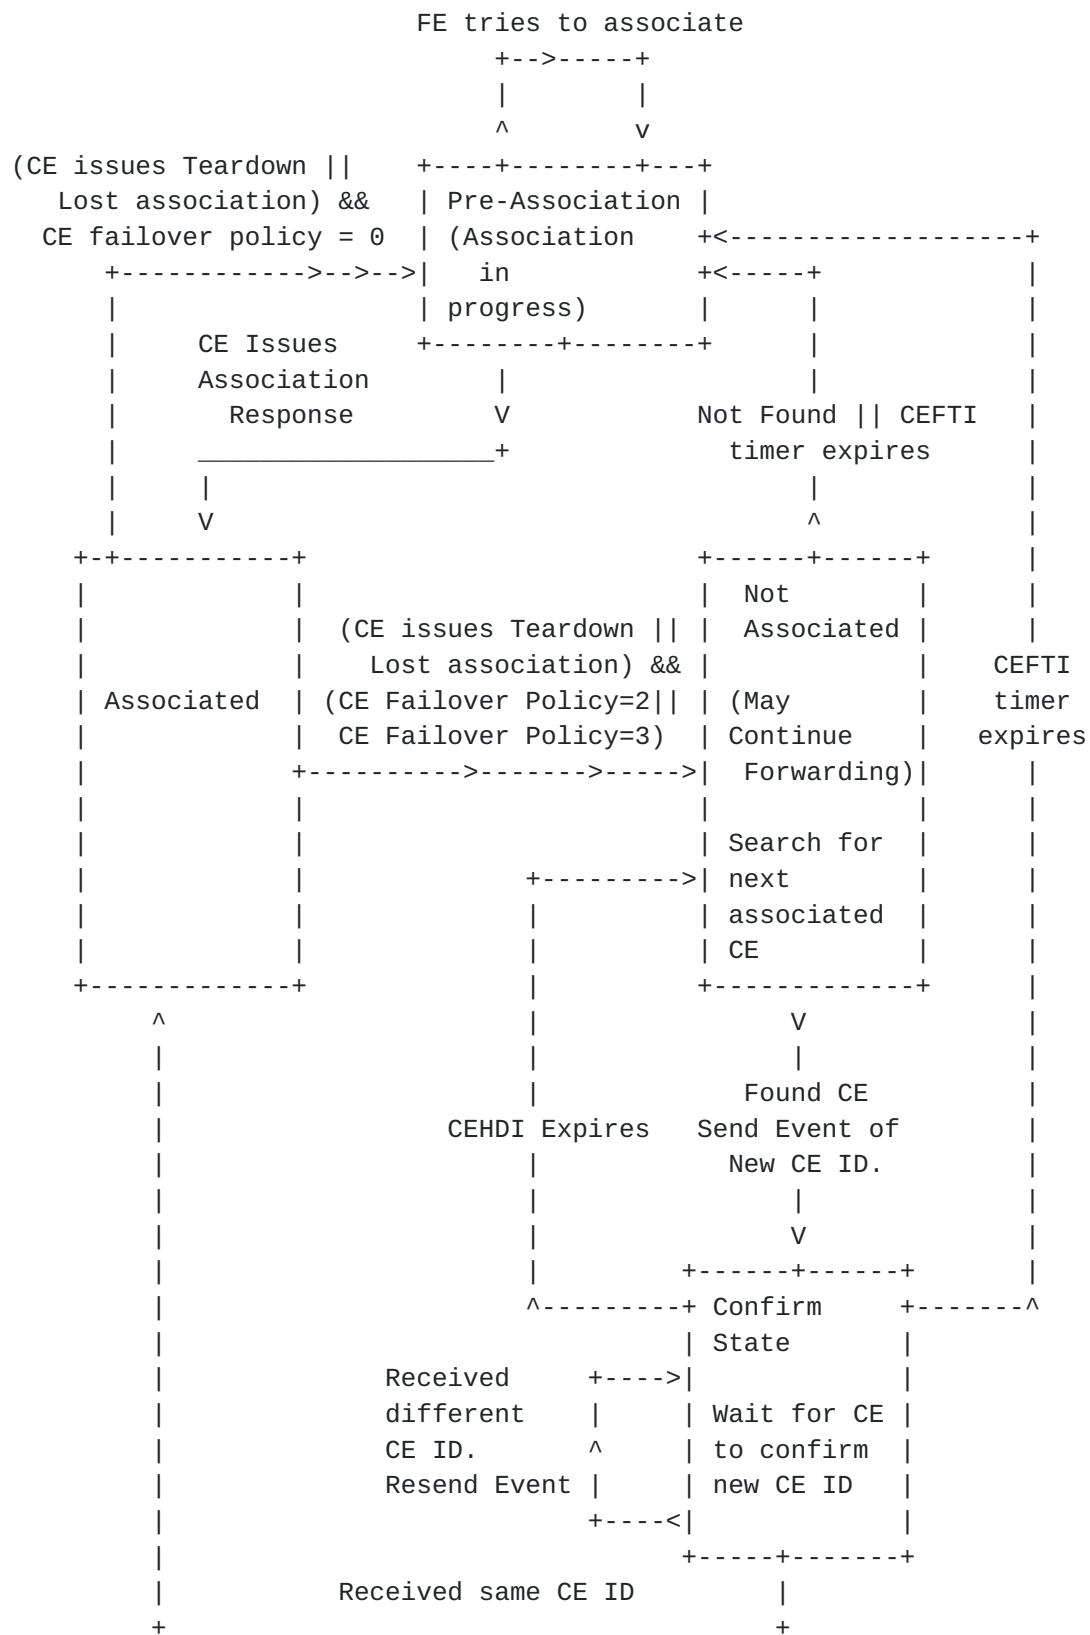 FE tries to associate
+-->-----+
|        |
^        v
(CE issues Teardown ||    +----+--------+---+
Lost association) &&   | Pre-Association |
CE failover policy = 0  | (Association    +<-------------------+
+------------>-->-->|   in            +<-----+             |
|                   | progress)       |      |             |
|     CE Issues     +--------+--------+      |             |
|     Association        |                   |             |
|       Response         V            Not Found || CEFTI   |
|     ___________________+              timer expires      |
|     |                                      |             |
|     V                                      ^             |
+-+-----------+                         +------+------+      |
|             |                         |  Not        |      |
|             |  (CE issues Teardown || |  Associated |      |
|             |    Lost association) && |             |    CEFTI
| Associated  | (CE Failover Policy=2|| | (May        |    timer
|             |  CE Failover Policy=3)  | Continue    |   expires
|             +---------->------->----->|  Forwarding)|      |
|             |                         |             |      |
|             |                         | Search for  |      |
|             |              +--------->| next        |      |
|             |              |          | associated  |      |
|             |              |          | CE          |      |
+-------------+              |          +-------------+      |
^                       |                V              |
|                       |                |              |
|                       |             Found CE          |
|                  CEHDI Expires   Send Event of        |
|                       |            New CE ID.         |
|                       |                |              |
|                       |                V              |
|                       |         +------+------+       |
|                       ^---------+ Confirm     +-------^
|                                 | State       |
|              Received     +---->|             |
|              different    |     | Wait for CE |
|              CE ID.       ^     | to confirm  |
|              Resend Event |     | new CE ID   |
|                           +----<|             |
|                                 +-----+-------+
|           Received same CE ID         |
+                                       +